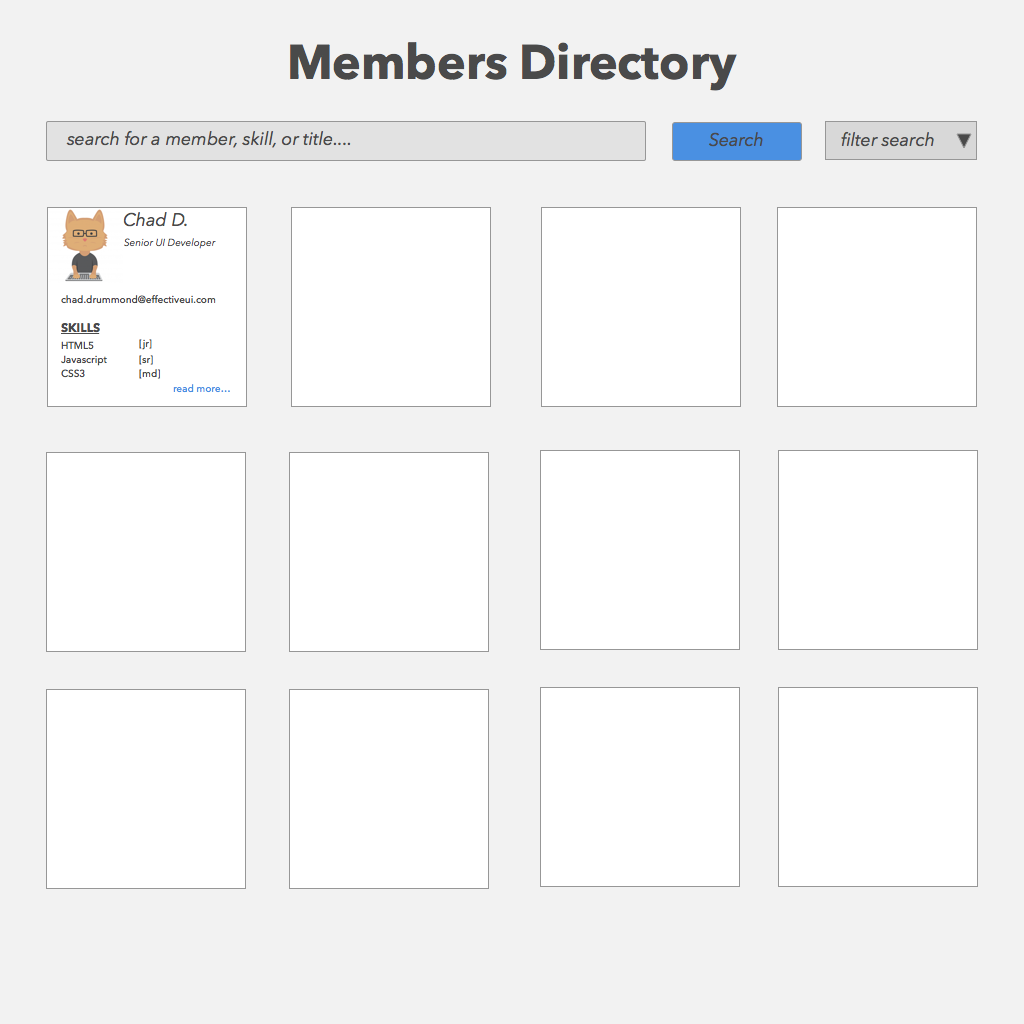 Members Directory
search for a member, skill, or title....
Search
filter search
Chad D.
Senior UI Developer
chad.drummond@effectiveui.com
SKILLS
HTML5 [jr]
Javascript [sr]
CSS3 [md]
read more...